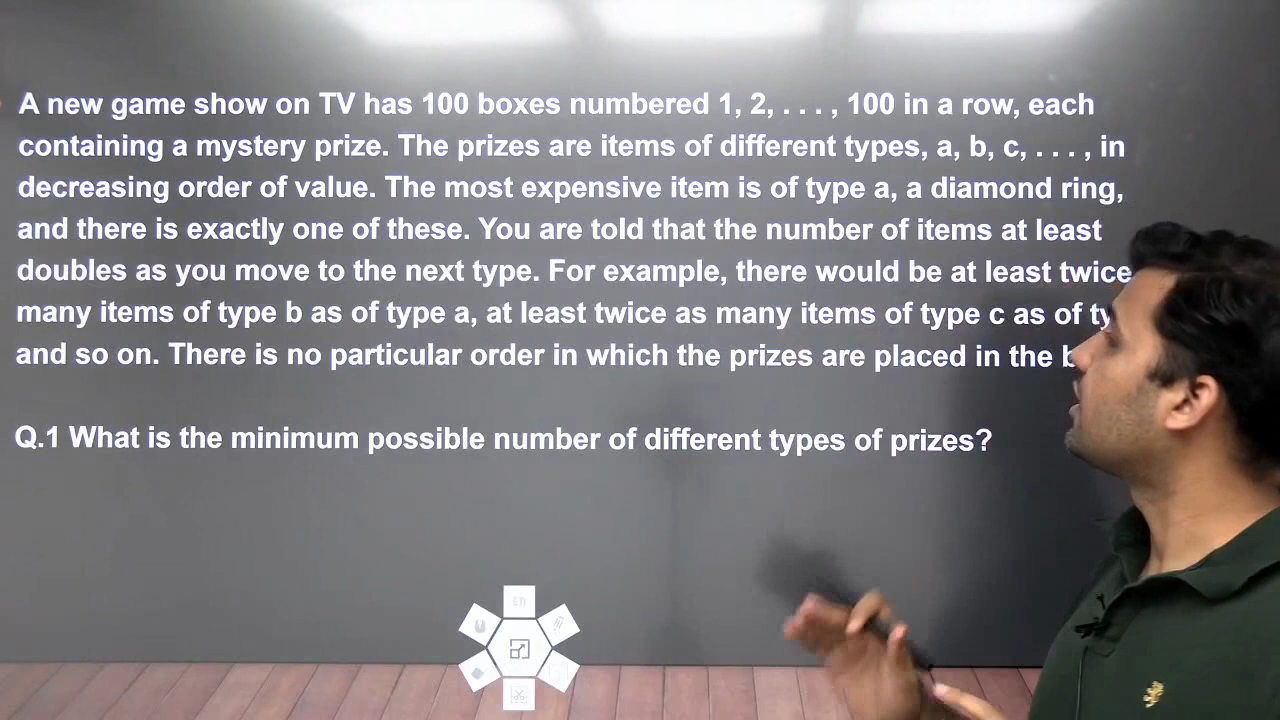 A new game show on TV has 100 boxes numbered 1, 2, . . . , 100 in a row, each
containing a mystery prize. The prizes are items of different types, a, b, c, . . . , in
decreasing order of value. The most expensive item is of type a, a diamond ring,
and there is exactly one of these. You are told that the number of items at least
doubles as you move to the next type. For example, there would be at least twice
many items of type b as of type a, at least twice as many items of type c as of
and so on. There is no particular order in which the prizes are placed in the
Q.1 What is the minimum possible number of different types of prizes?